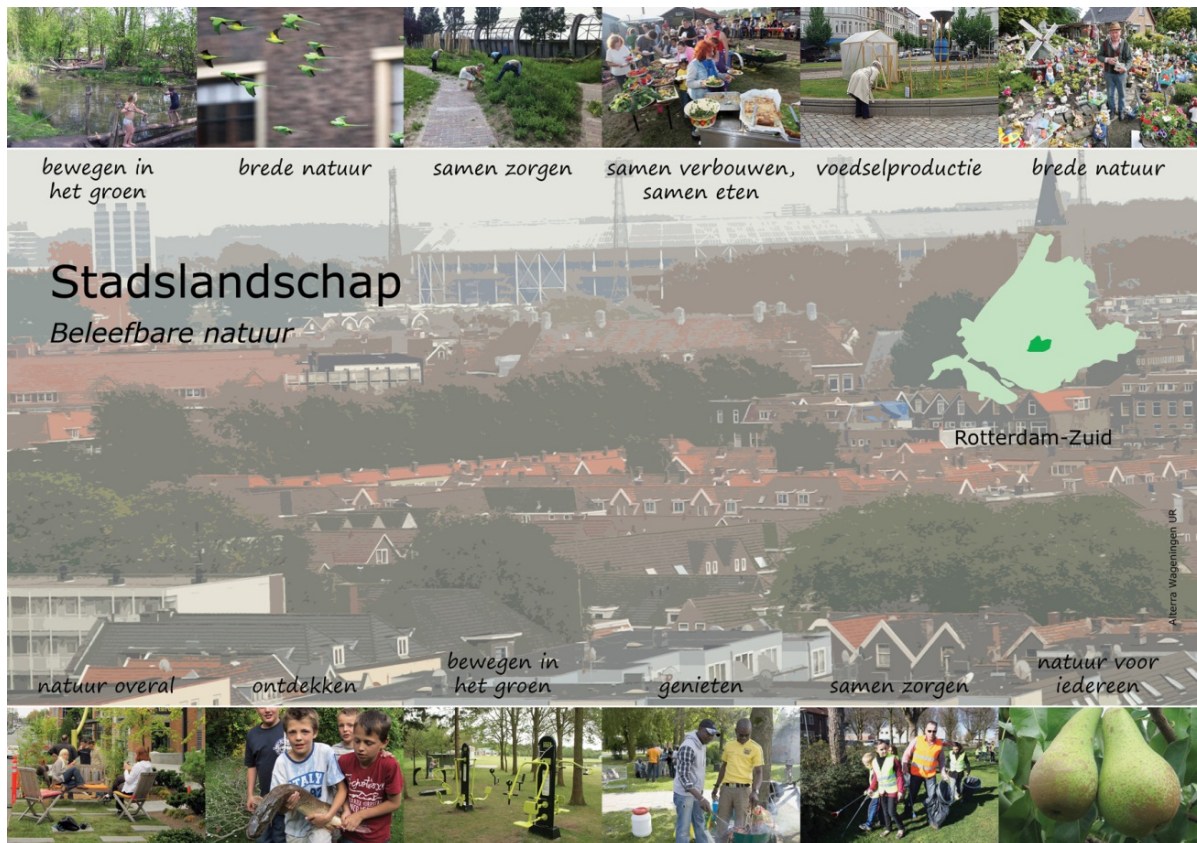 bewegen in
het groen
brede natuur
samen zorgen
samen verbouwen,
samen eten
voedselproductie
brede natuur
Stadslandschap
Beleefbare natuur
Rotterdam-Zuid
Alterra Wageningen UR
natuur overal
ontdekken
bewegen in
het groen
genieten
samen zorgen
natuur voor
iedereen
ITALY